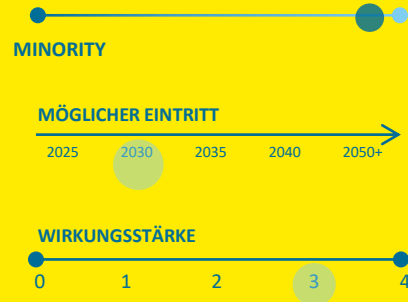 MINORITY
MÖGLICHER EINTRITT
2025 2030 2035 2040 2050+
WIRKUNGSSTÄRKE
0 1 2 3 4